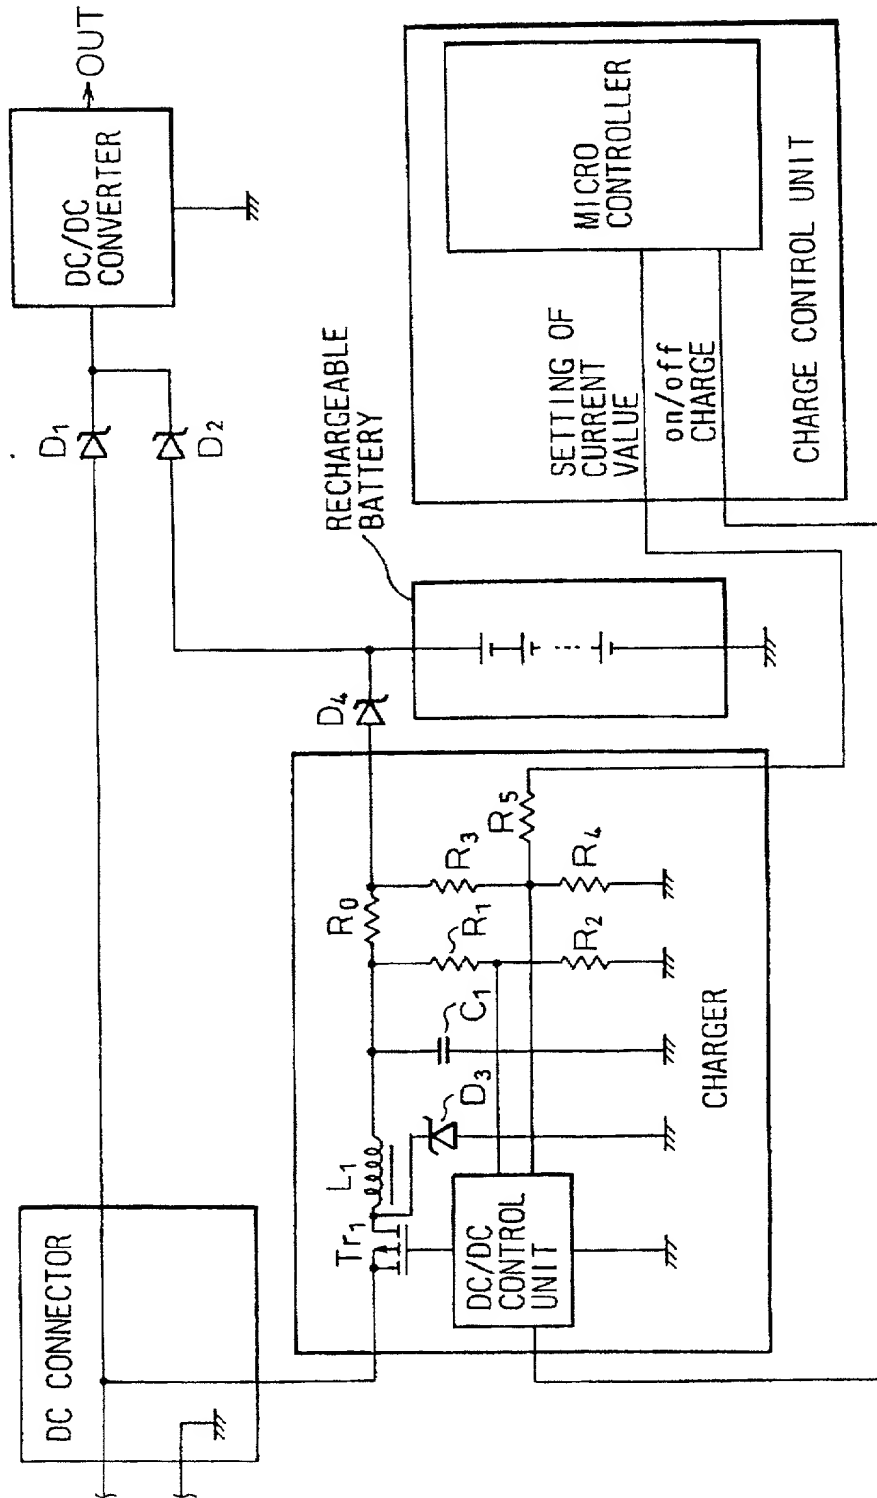 DC CONNECTOR
D1
D2
DC/DC
CONVERTER
OUT
Tr1
L1
R0
D4
RECHARGEABLE
BATTERY
D3
C1
R1
R3
R5
R2
R4
DC/DC
CONTROL
UNIT
CHARGER
SETTING OF
CURRENT
VALUE
on/off
CHARGE
MICRO
CONTROLLER
CHARGE CONTROL UNIT